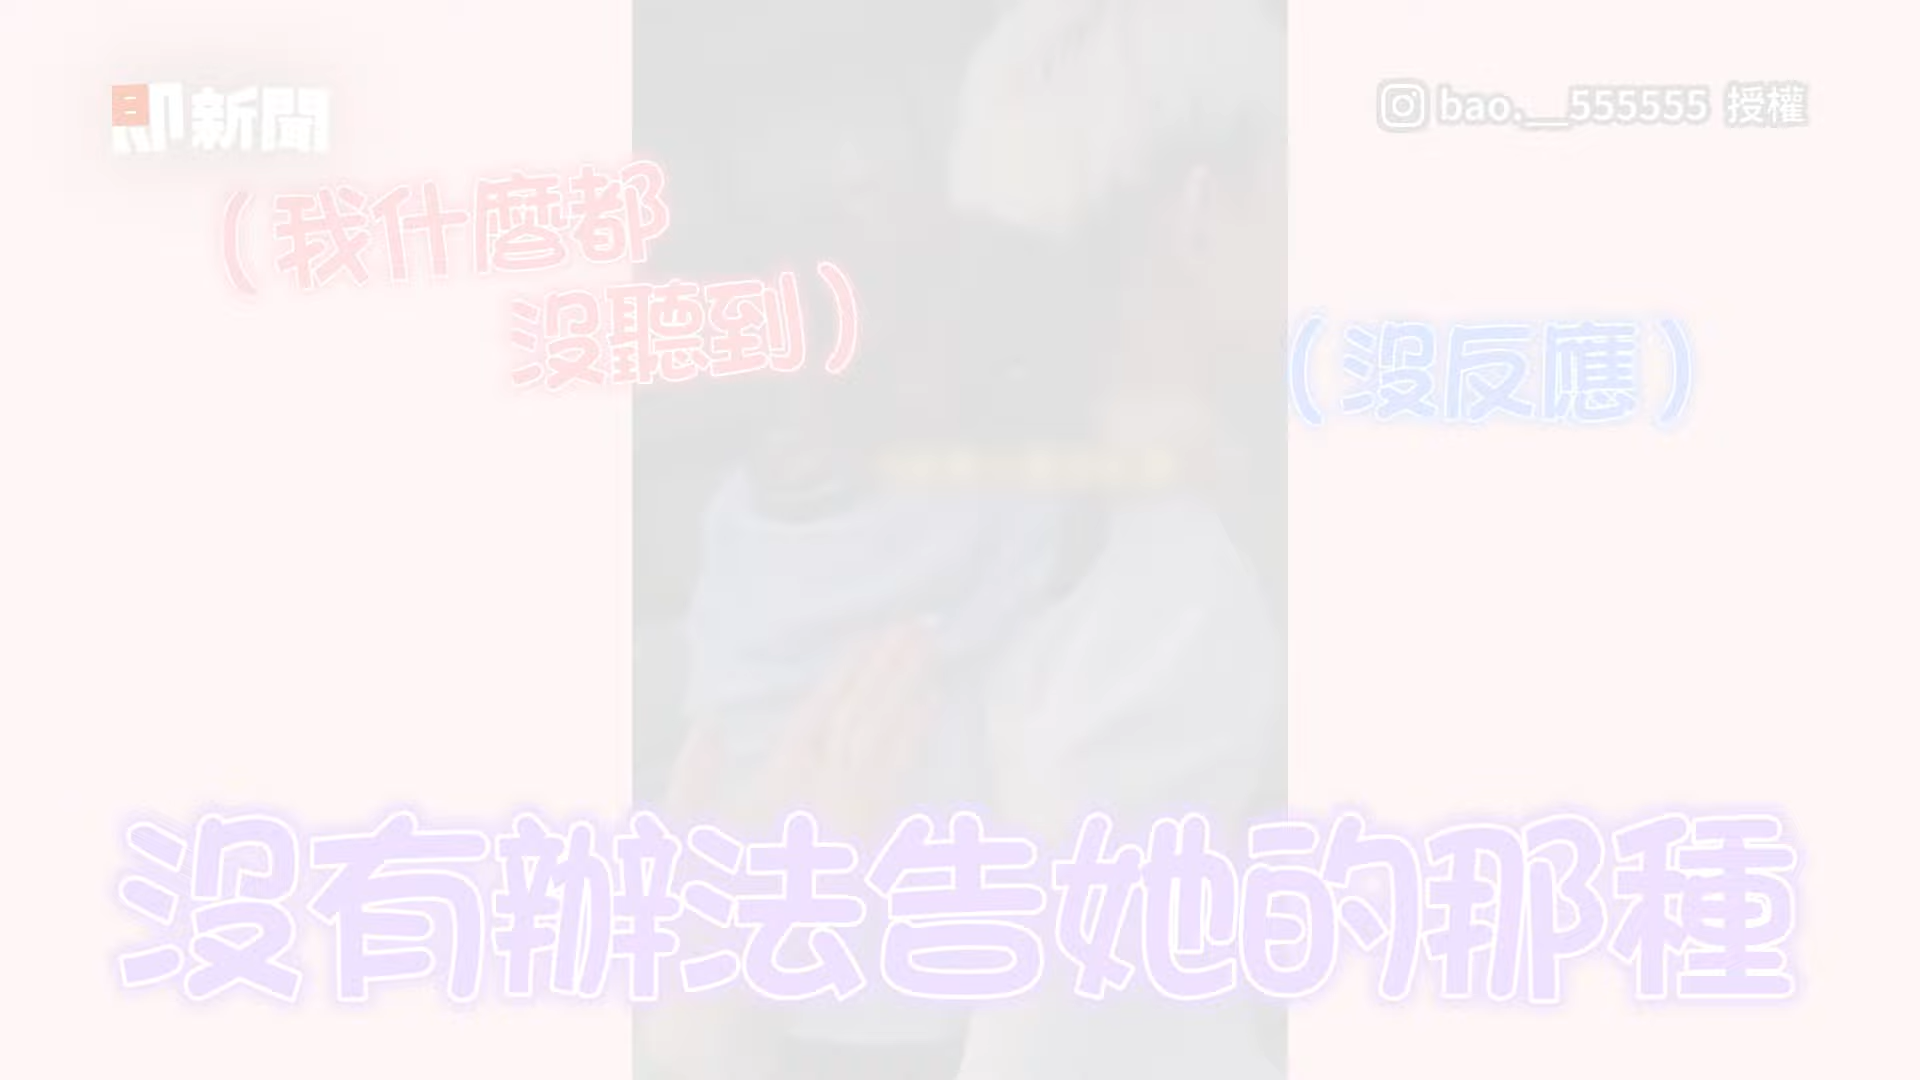 即新聞
bao.__555555 授權
(我什麼都
沒聽到)
(沒反應)
沒有辦法告她的那種